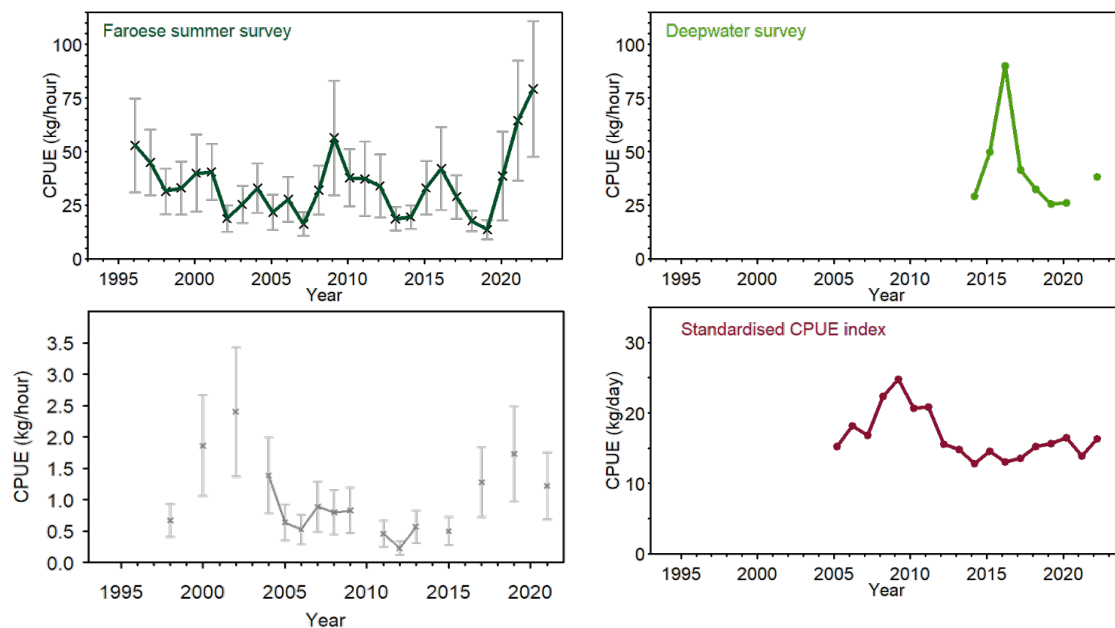 Faroese summer survey
CPUE (kg/hour)
100
75
50
25
0
1995 2000 2005 2010 2015 2020
Year
Deepwater survey
CPUE (kg/hour)
100
75
50
25
0
1995 2000 2005 2010 2015 2020
Year
CPUE (kg/hour)
3.5
3.0
2.5
2.0
1.5
1.0
0.5
0.0
1995 2000 2005 2010 2015 2020
Year
Standardised CPUE index
CPUE (kg/day)
30
20
10
0
1995 2000 2005 2010 2015 2020
Year